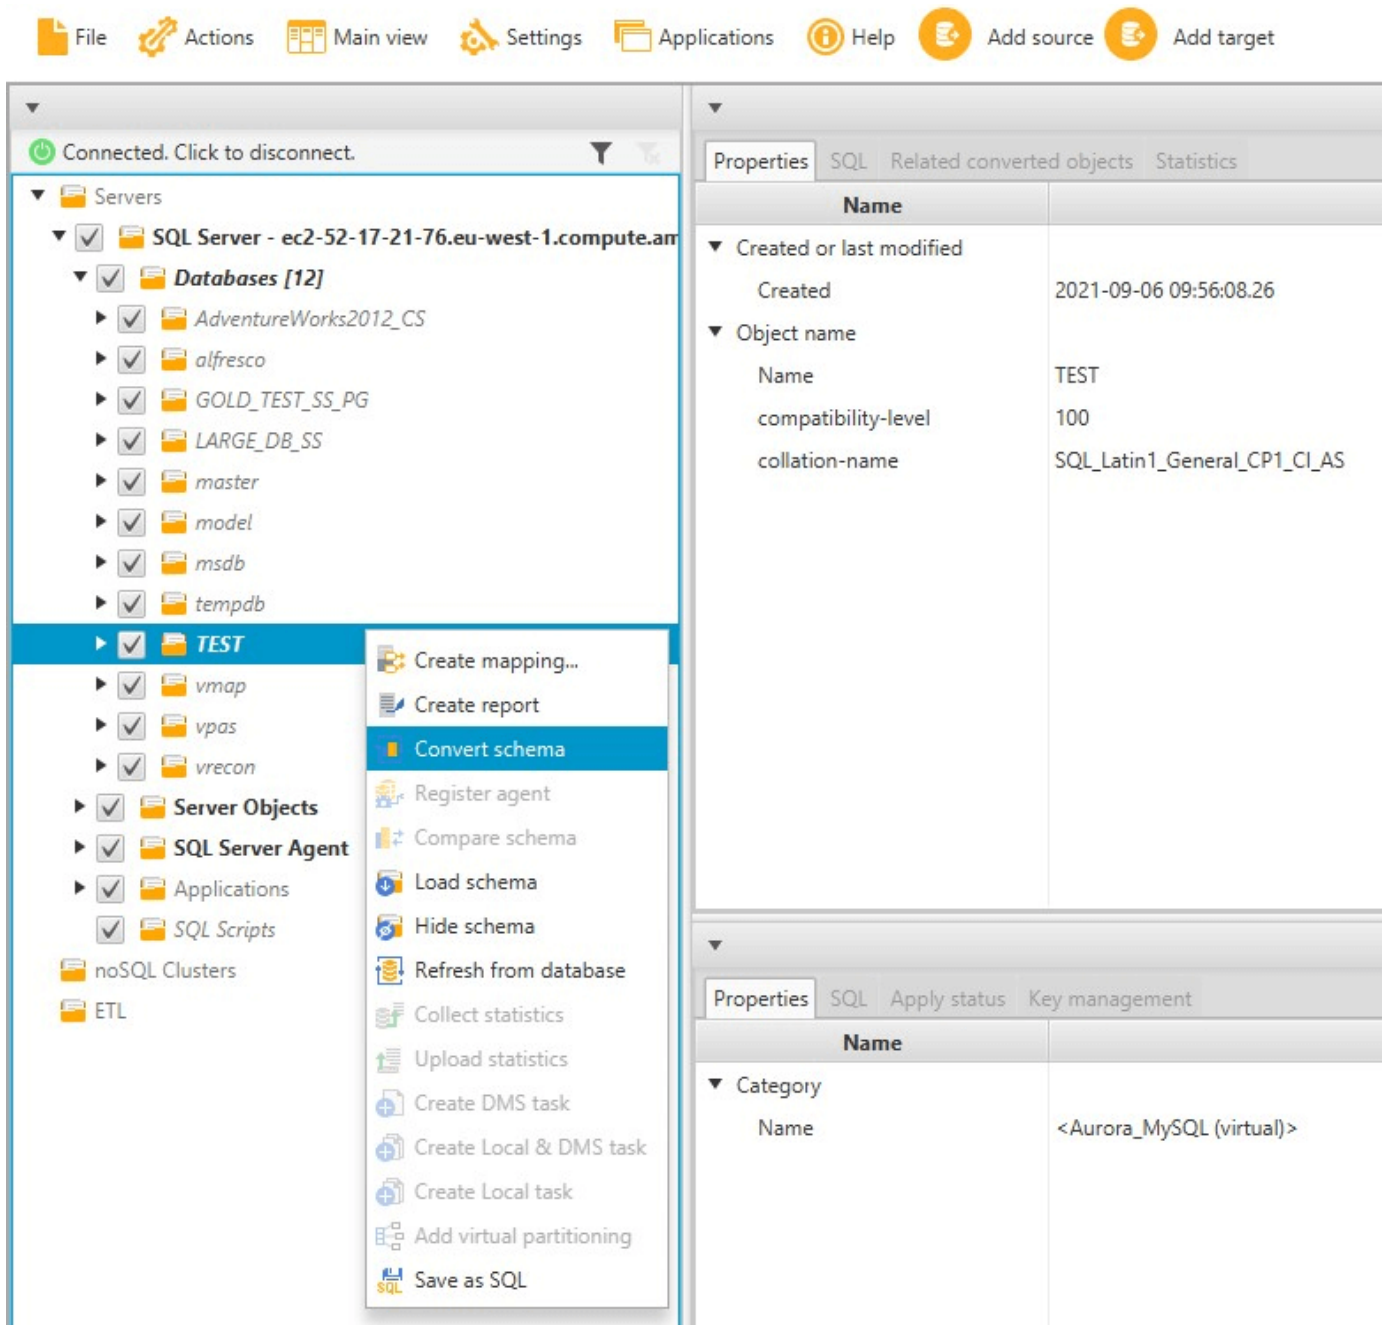 File Actions Main view Settings Applications Help Add source Add target
Connected. Click to disconnect.
Servers
SQL Server - ec2-52-17-21-76.eu-west-1.compute.am
Databases [12]
AdventureWorks2012_CS
alfresco
GOLD_TEST_SS_PG
LARGE_DB_SS
master
model
msdb
tempdb
TEST
vmap
vpas
vrecon
Server Objects
SQL Server Agent
Applications
SQL Scripts
noSQL Clusters
ETL
Create mapping...
Create report
Convert schema
Register agent
Compare schema
Load schema
Hide schema
Refresh from database
Collect statistics
Upload statistics
Create DMS task
Create Local & DMS task
Create Local task
Add virtual partitioning
SQL Save as SQL
Properties SQL Related converted objects Statistics
Name
Created or last modified
Created 2021-09-06 09:56:08.26
Object name
Name TEST
compatibility-level 100
collation-name SQL_Latin1_General_CP1_CI_AS
Properties SQL Apply status Key management
Name
Category
Name <Aurora_MySQL (virtual)>